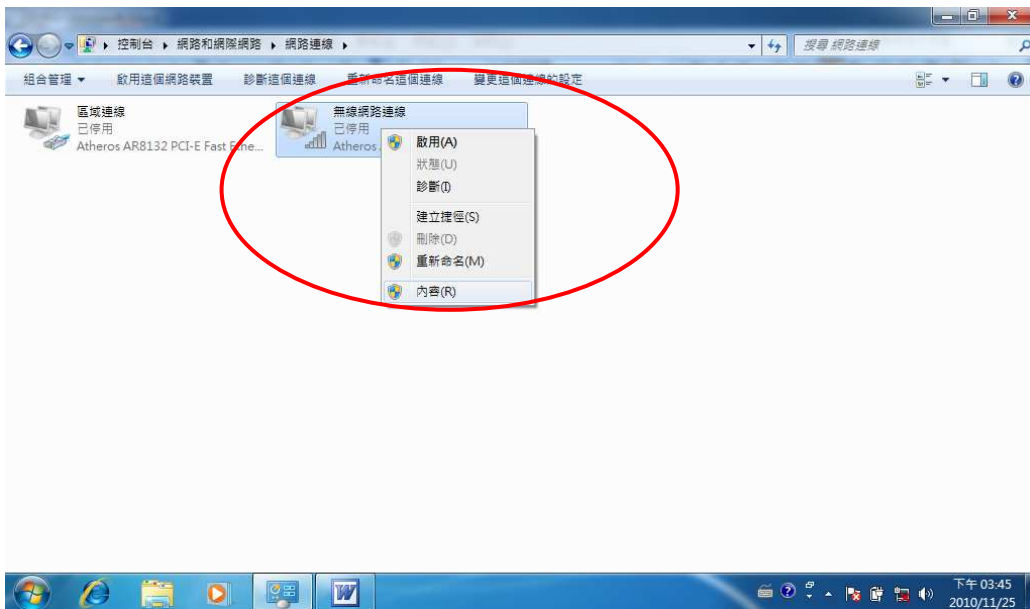 控制台 ▸ 網路和網際網路 ▸ 網路連線 ▸
搜尋 網路連線
組合管理 ▼ 啟用這個網路裝置 診斷這個連線 重新命名這個連線 變更這個連線的設定
區域連線
已停用
Atheros AR8132 PCI-E Fast Ethe...
無線網路連線
已停用
Atheros
啟用(A)
狀態(U)
診斷(I)
建立捷徑(S)
刪除(D)
重新命名(M)
內容(R)
下午 03:45
2010/11/25